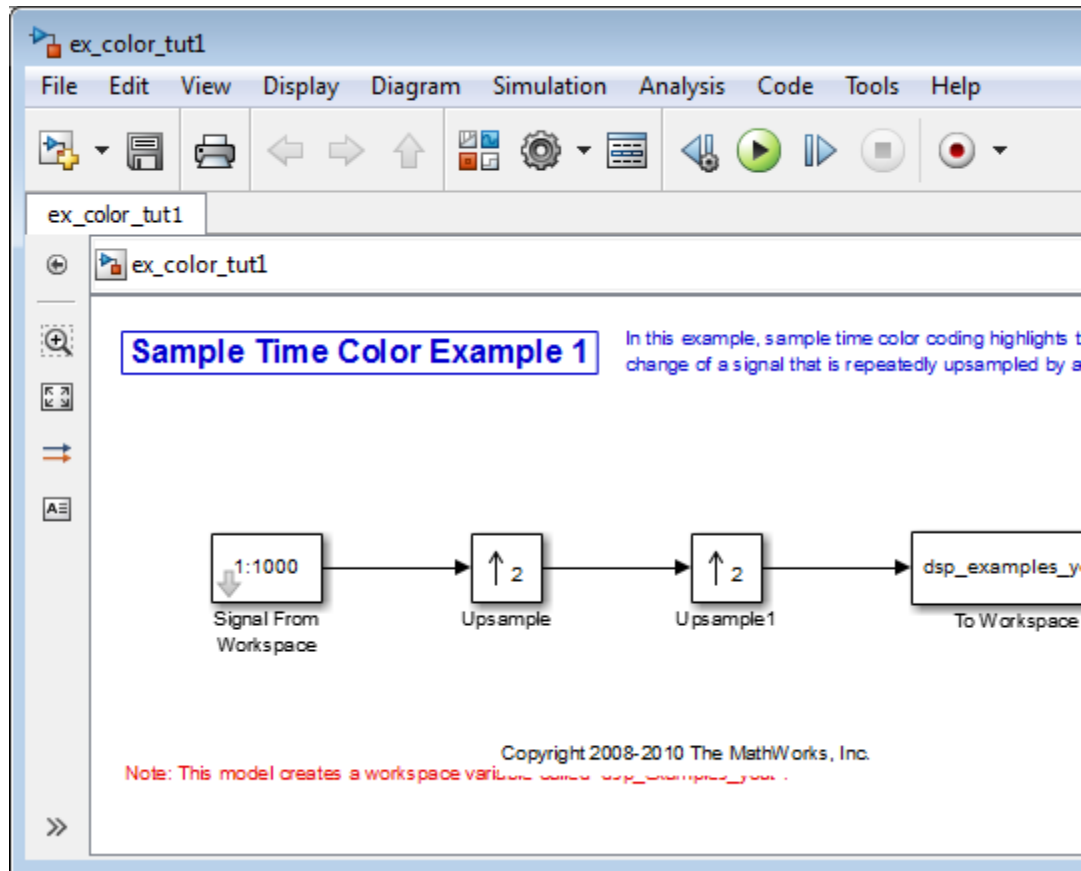 ex_color_tut1
File Edit View Display Diagram Simulation Analysis Code Tools Help
ex_color_tut1
ex_color_tut1
Sample Time Color Example 1
In this example, sample time color coding highlights t
change of a signal that is repeatedly upsampled by a
1:1000
2
2
dsp_examples_y
Signal From
Workspace
Upsample
Upsample1
To Workspace
Copyright 2008-2010 The MathWorks, Inc.
Note: This model creates a workspace variable called "dsp_examples_yout".